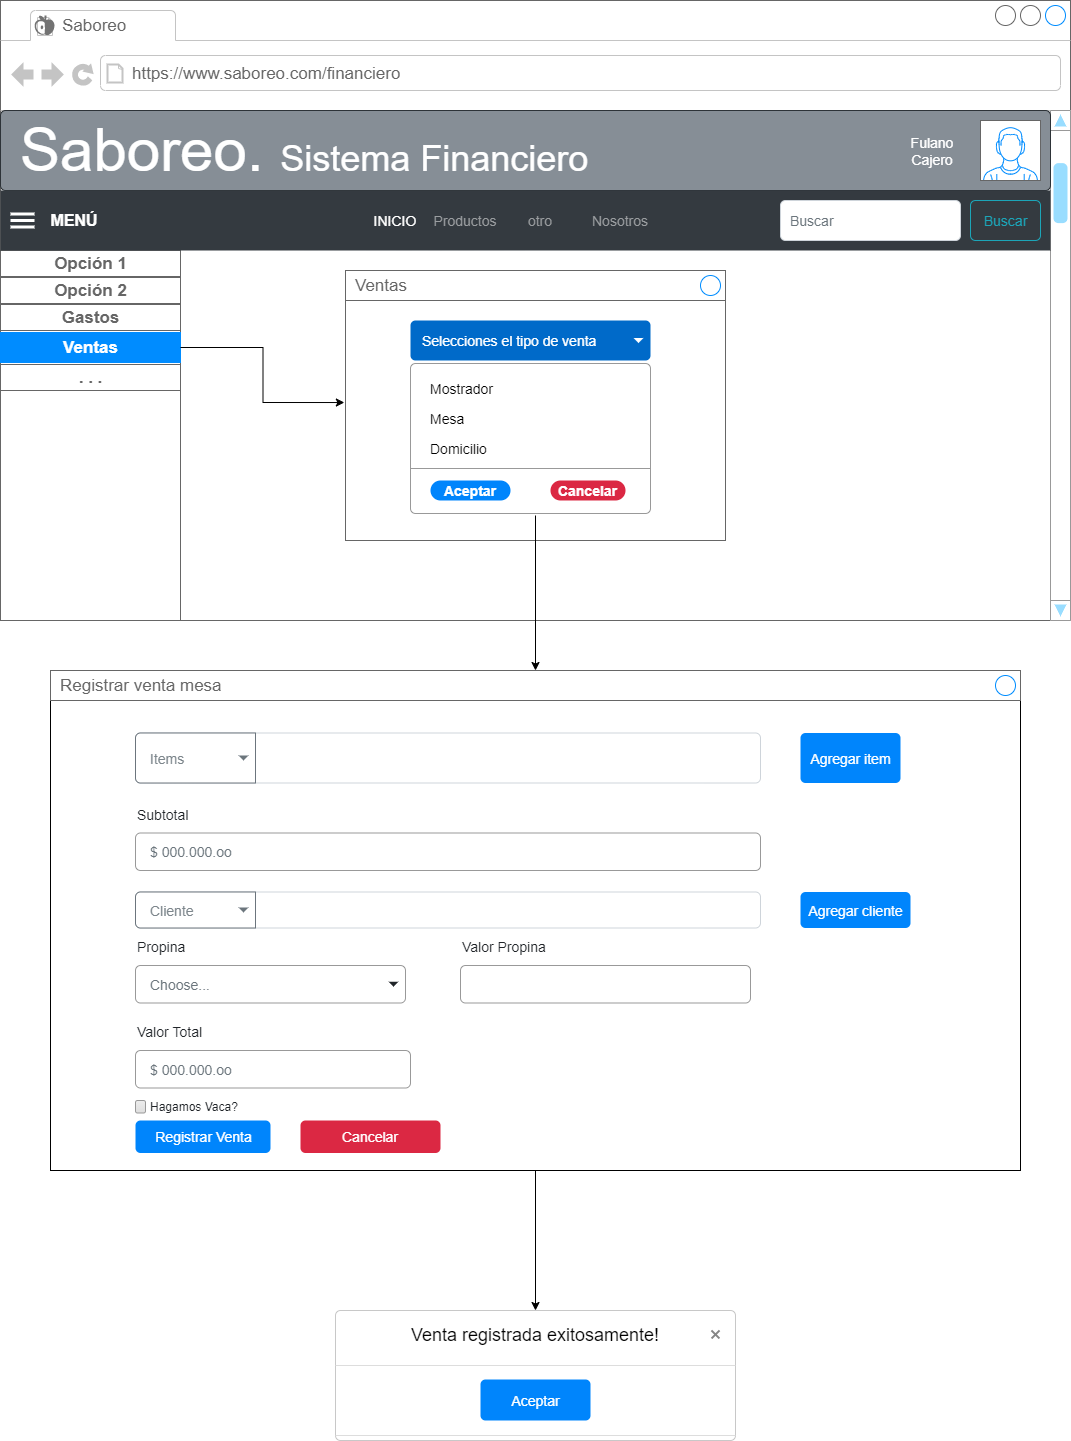 Saboreo
https://www.saboreo.com/financiero
Saboreo. Sistema Financiero
Fulano
Cajero
MENÚ
INICIO Productos otro Nosotros
Buscar
Buscar
Opción 1
Opción 2
Gastos
Ventas
. . .
Ventas
Selecciones el tipo de venta
Mostrador
Mesa
Domicilio
Aceptar Cancelar
Registrar venta mesa
Items
Agregar item
Subtotal
$ 000.000.oo
Cliente
Agregar cliente
Propina Valor Propina
Choose...
Valor Total
$ 000.000.oo
Hagamos Vaca?
Registrar Venta Cancelar
Venta registrada exitosamente! ×
Aceptar